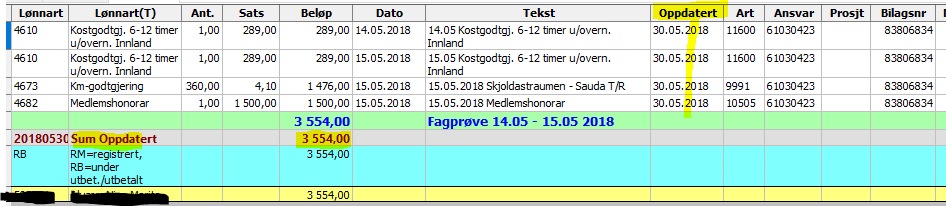 Lønnart Lønnart(T) Ant. Sats Beløp Dato Tekst Oppdatert Art Ansvar Prosjt Bilagsnr
4610 Kostgodtgj. 6-12 timer 1,00 289,00 289,00 14.05.2018 14.05 Kostgodtgj. 6-12 timer u/overn. 30.05.2018 11600 61030423 83806834
u/overn. Innland Innland
4610 Kostgodtgj. 6-12 timer 1,00 289,00 289,00 15.05.2018 15.05 Kostgodtgj. 6-12 timer u/overn. 30.05.2018 11600 61030423 83806834
u/overn. Innland Innland
4673 Km-godtgjering 360,00 4,10 1 476,00 15.05.2018 15.05.2018 Skjoldastraumen - Sauda T/R 30.05.2018 9991 61030423 83806834
4682 Medlemshonorar 1,00 1 500,00 1 500,00 15.05.2018 15.05.2018 Medlemshonorar 30.05.2018 10505 61030423 83806834
3 554,00 Fagprøve 14.05 - 15.05 2018
20180530 Sum Oppdatert 3 554,00
RB RM=registrert, 3 554,00
RB=under
utbet./utbetalt
3 554,00